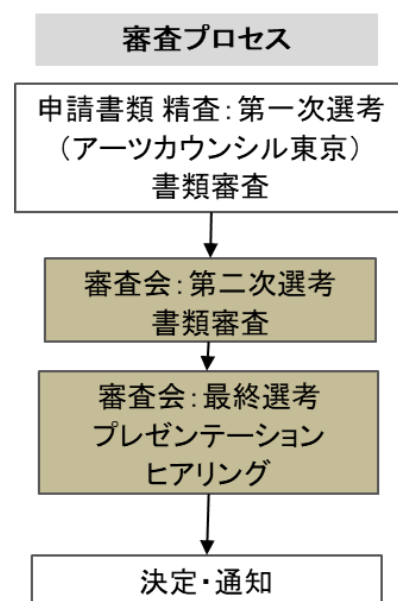 審査プロセス
申請書類 精査：第一次選考
（アーツカウンシル東京）
書類審査
審査会：第二次選考
書類審査
審査会：最終選考
プレゼンテーション
ヒアリング
決定・通知